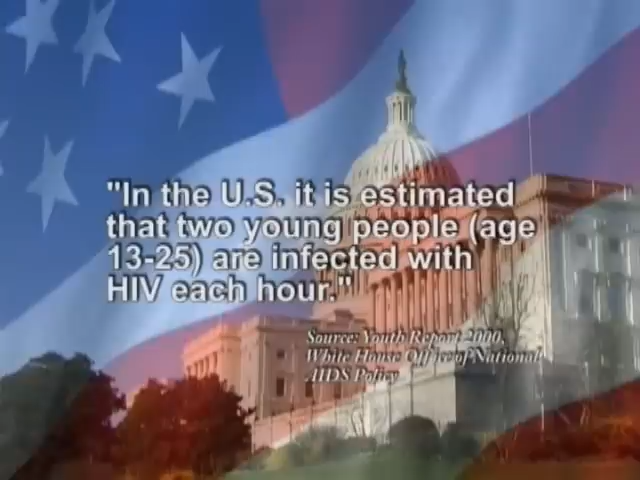 "In the U.S. it is estimated
that two young people (age
13-25) are infected with
HIV each hour."
Source: Youth Report 2000,
White House Office of National
AIDS Policy